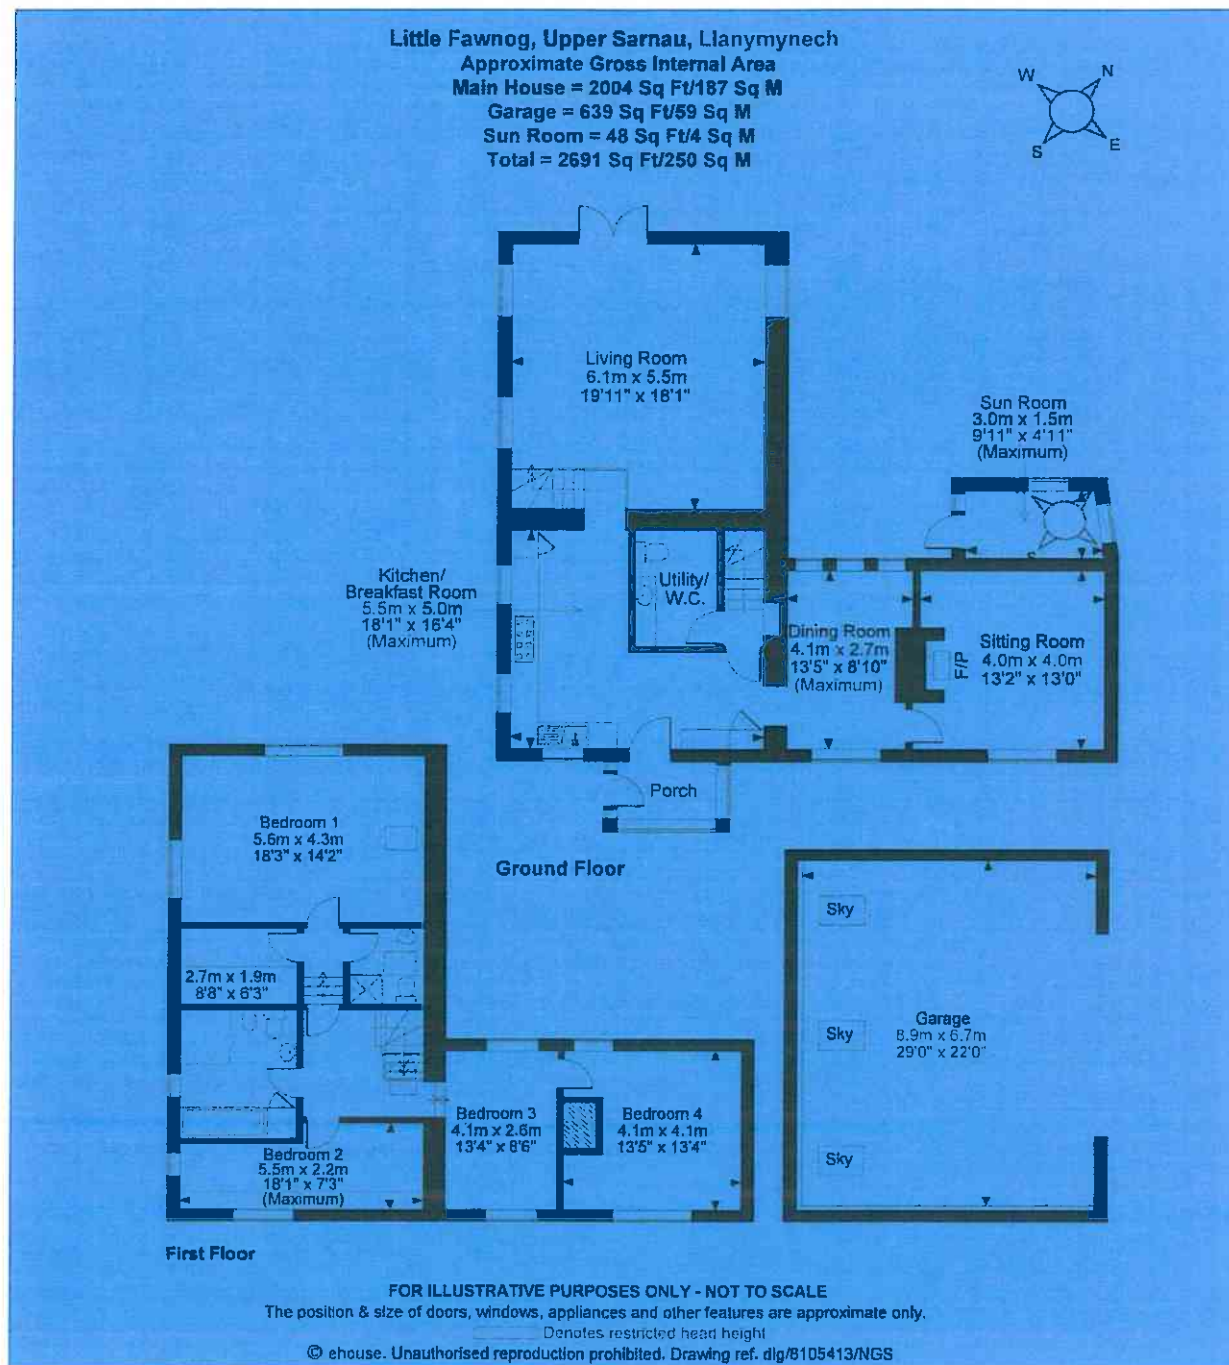 Little Fawnog, Upper Sarnau, Llanymynech
Approximate Gross Internal Area
Main House = 2004 Sq Ft/187 Sq M
Garage = 639 Sq Ft/59 Sq M
Sun Room = 48 Sq Ft/4 Sq M
Total = 2691 Sq Ft/250 Sq M
W
N
S
E
Living Room
6.1m x 5.5m
19'11" x 18'1"
Sun Room
3.0m x 1.5m
9'11" x 4'11"
(Maximum)
S
Kitchen/
Breakfast Room
5.5m x 5.0m
18'1" x 16'4"
(Maximum)
Utility/
W.C.
Dining Room
4.1m x 2.7m
13'5" x 8'10"
(Maximum)
F/P
Sitting Room
4.0m x 4.0m
13'2" x 13'0"
Porch
Ground Floor
Bedroom 1
5.6m x 4.3m
18'3" x 14'2"
2.7m x 1.9m
8'8" x 6'3"
Bedroom 2
5.5m x 2.2m
18'1" x 7'3"
(Maximum)
Bedroom 3
4.1m x 2.6m
13'4" x 8'6"
Bedroom 4
4.1m x 4.1m
13'5" x 13'4"
First Floor
Sky
Sky
Sky
Garage
8.9m x 6.7m
29'0" x 22'0"
FOR ILLUSTRATIVE PURPOSES ONLY - NOT TO SCALE
The position & size of doors, windows, appliances and other features are approximate only.
Denotes restricted head height
© ehouse. Unauthorised reproduction prohibited. Drawing ref. dig/8105413/NGS